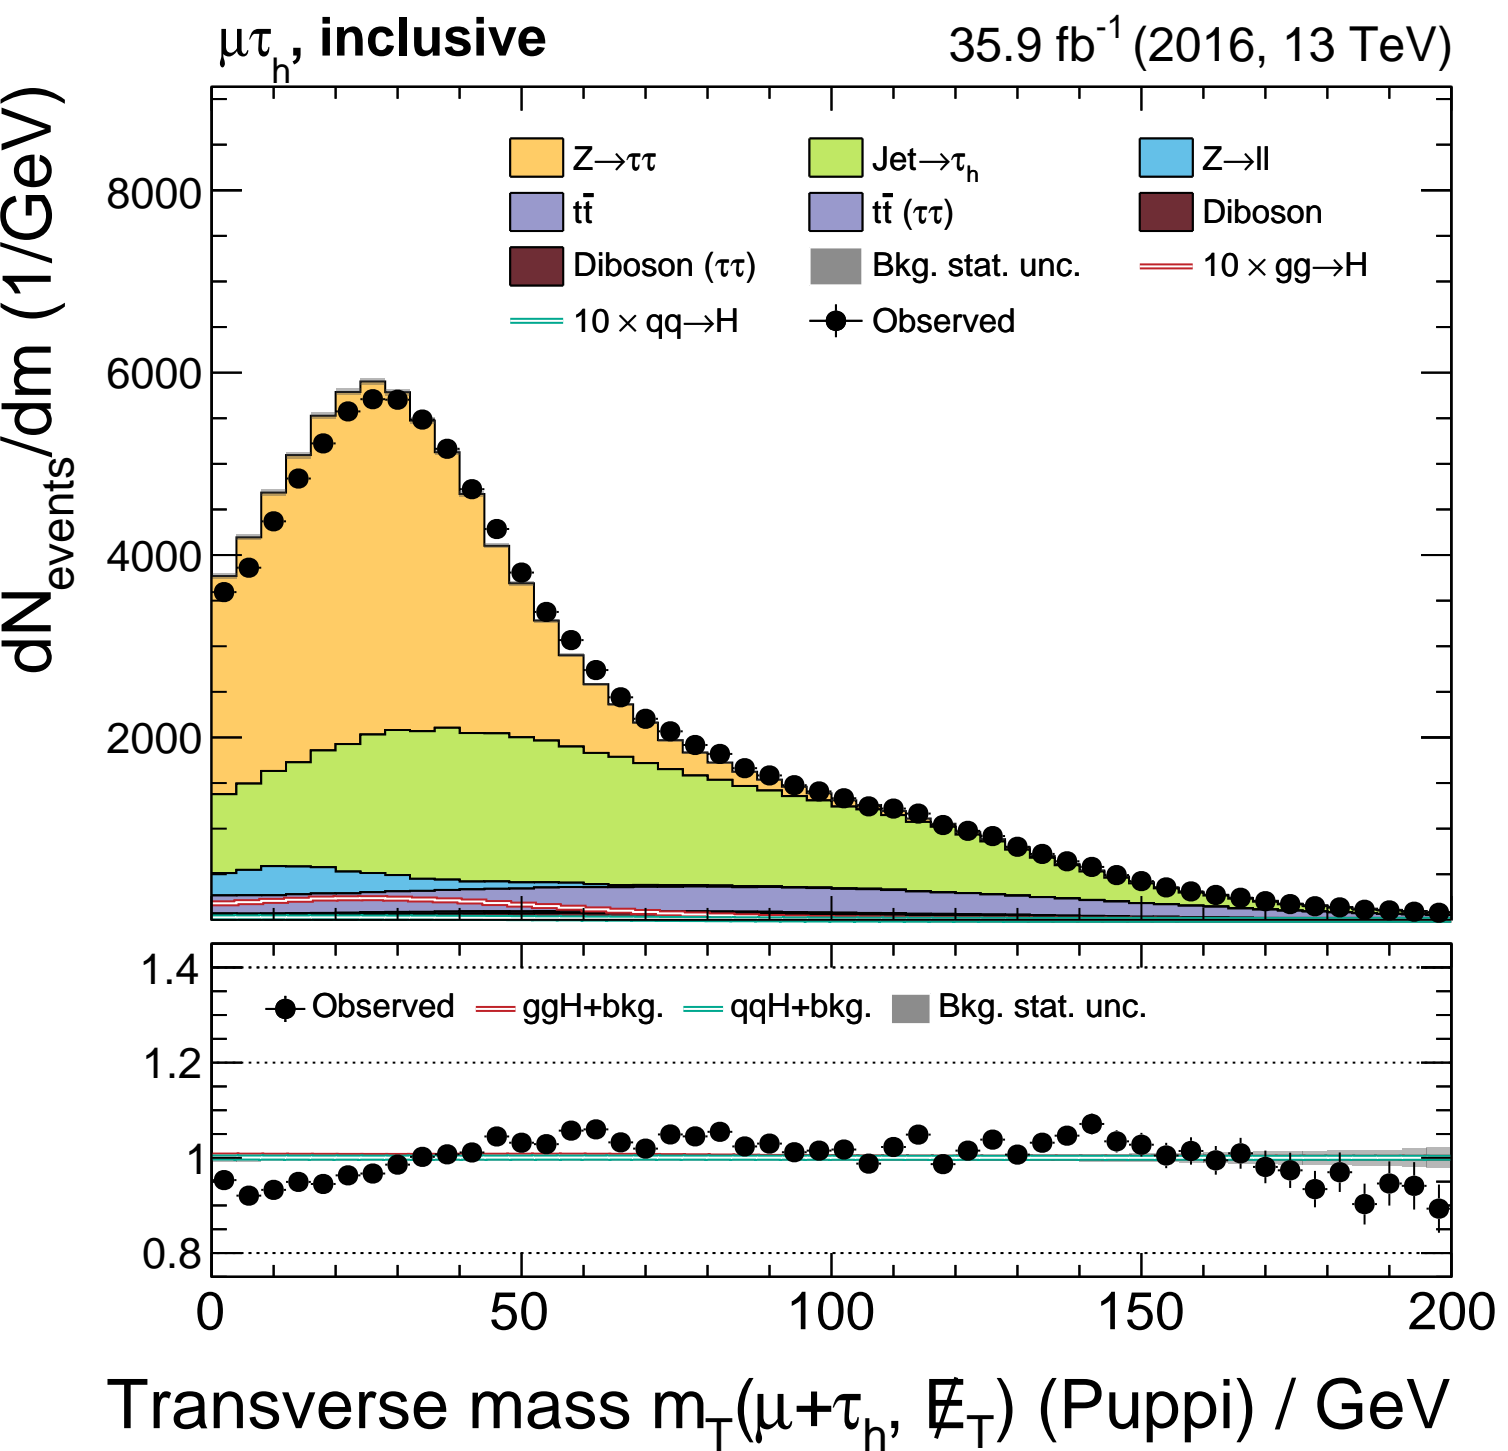 μτh, inclusive
35.9 fb-1 (2016, 13 TeV)
dNevents/dm (1/GeV)
8000
6000
4000
2000
Z→ττ
Jet→τh
Z→ll
tt̄
tt̄ (ττ)
Diboson
Diboson (ττ)
Bkg. stat. unc.
10 × gg→H
10 × qq→H
Observed
1.4
1.2
1
0.8
Observed
ggH+bkg.
qqH+bkg.
Bkg. stat. unc.
0
50
100
150
200
Transverse mass mT(μ+τh, E̸T) (Puppi) / GeV